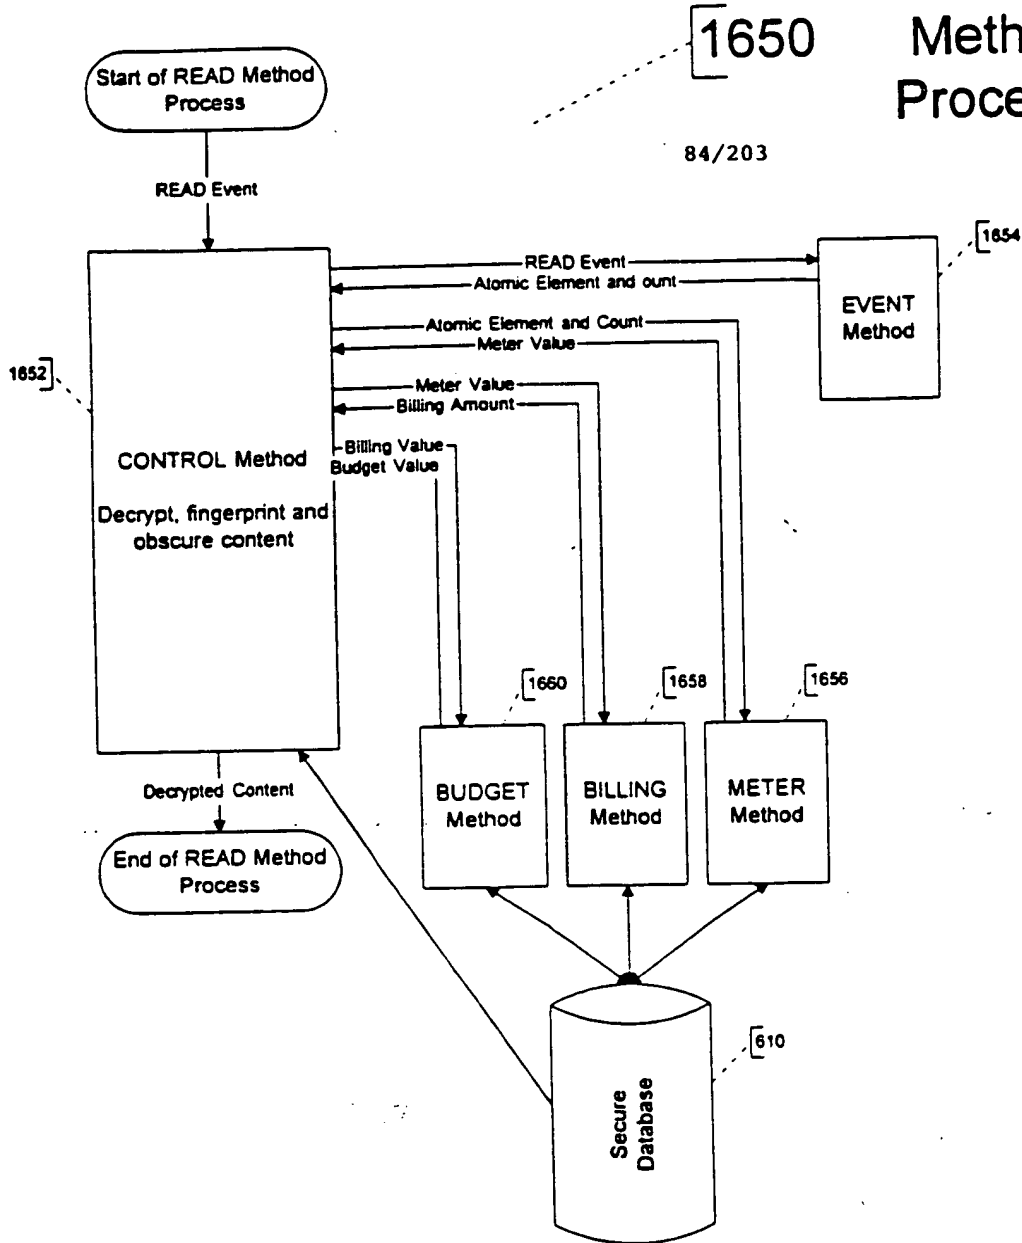 1650 Meth
Proce
84/203
Start of READ Method
Process
READ Event
1654
READ Event
Atomic Element and ount
EVENT
Method
Atomic Element and Count
Meter Value
1652
Meter Value
Billing Amount
Billing Value
Budget Value
CONTROL Method
Decrypt, fingerprint and
obscure content
1660
1658
1656
Decrypted Content
BUDGET
Method
BILLING
Method
METER
Method
End of READ Method
Process
610
Secure
Database